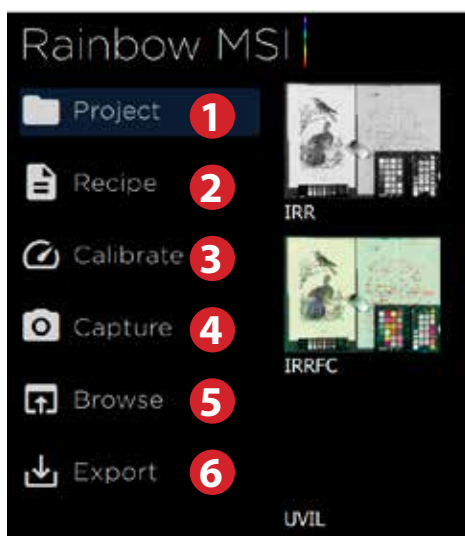 Rainbow MSI
Project 1
Recipe 2
Calibrate 3
Capture 4
Browse 5
Export 6
IRR
IRRFC
UVIL